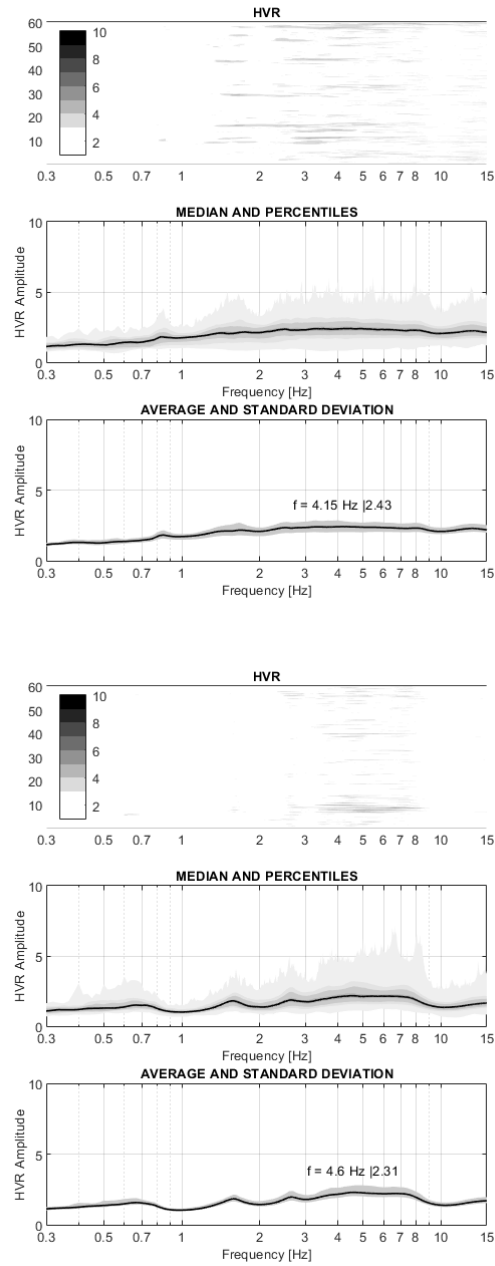 HVR
60
50
40
30
20
10
10
8
6
4
2
0.3 0.5 0.7 1 2 3 4 5 6 7 8 10 15
MEDIAN AND PERCENTILES
HVR Amplitude
10
5
0
0.3 0.5 0.7 1 2 3 4 5 6 7 8 10 15
Frequency [Hz]
AVERAGE AND STANDARD DEVIATION
HVR Amplitude
10
5
0
f = 4.15 Hz |2.43
0.3 0.5 0.7 1 2 3 4 5 6 7 8 10 15
Frequency [Hz]
HVR
60
50
40
30
20
10
10
8
6
4
2
0.3 0.5 0.7 1 2 3 4 5 6 7 8 10 15
MEDIAN AND PERCENTILES
HVR Amplitude
10
5
0
0.3 0.5 0.7 1 2 3 4 5 6 7 8 10 15
Frequency [Hz]
AVERAGE AND STANDARD DEVIATION
HVR Amplitude
10
5
0
f = 4.6 Hz |2.31
0.3 0.5 0.7 1 2 3 4 5 6 7 8 10 15
Frequency [Hz]